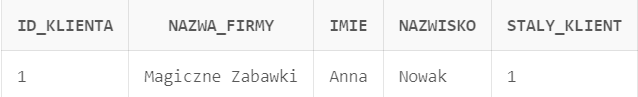 ID_KLIENTA NAZWA_FIRMY IMIE NAZWISKO STALY_KLIENT
1 Magiczne Zabawki Anna Nowak 1